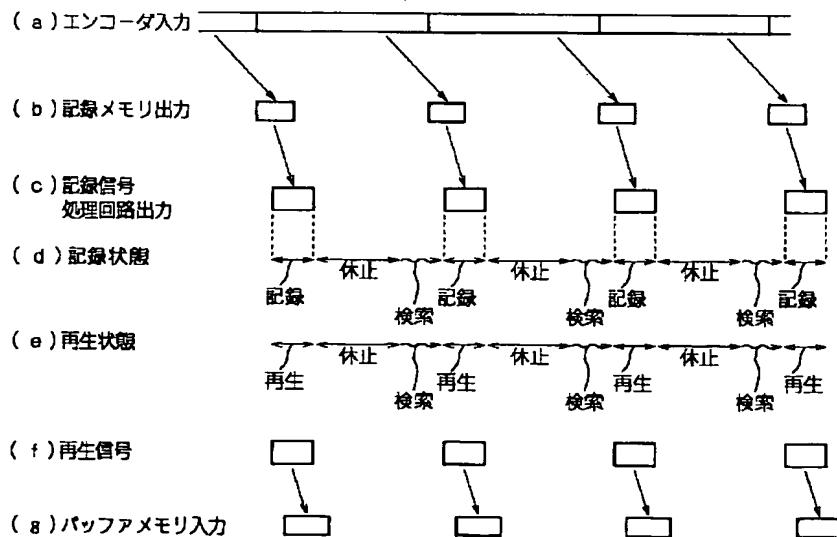 (a)エンコーダ入力
(b)記録メモリ出力
(c)記録信号
処理回路出力
(d)記録状態
休止 休止 休止
記録 検索 記録 検索 記録 検索 記録
(e)再生状態
休止 休止 休止
再生 検索 再生 検索 再生 検索 再生
(f)再生信号
(g)バッファメモリ入力